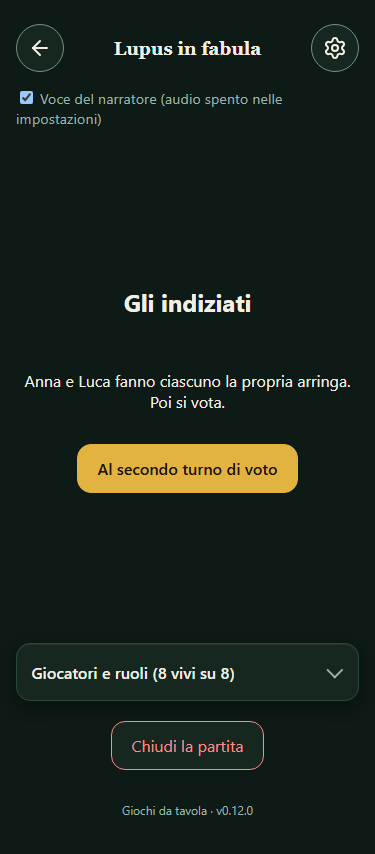 Lupus in fabula
Voce del narratore (audio spento nelle
impostazioni)
Gli indiziati
Anna e Luca fanno ciascuno la propria arringa.
Poi si vota.
Al secondo turno di voto
Giocatori e ruoli (8 vivi su 8)
Chiudi la partita
Giochi da tavola · v0.12.0